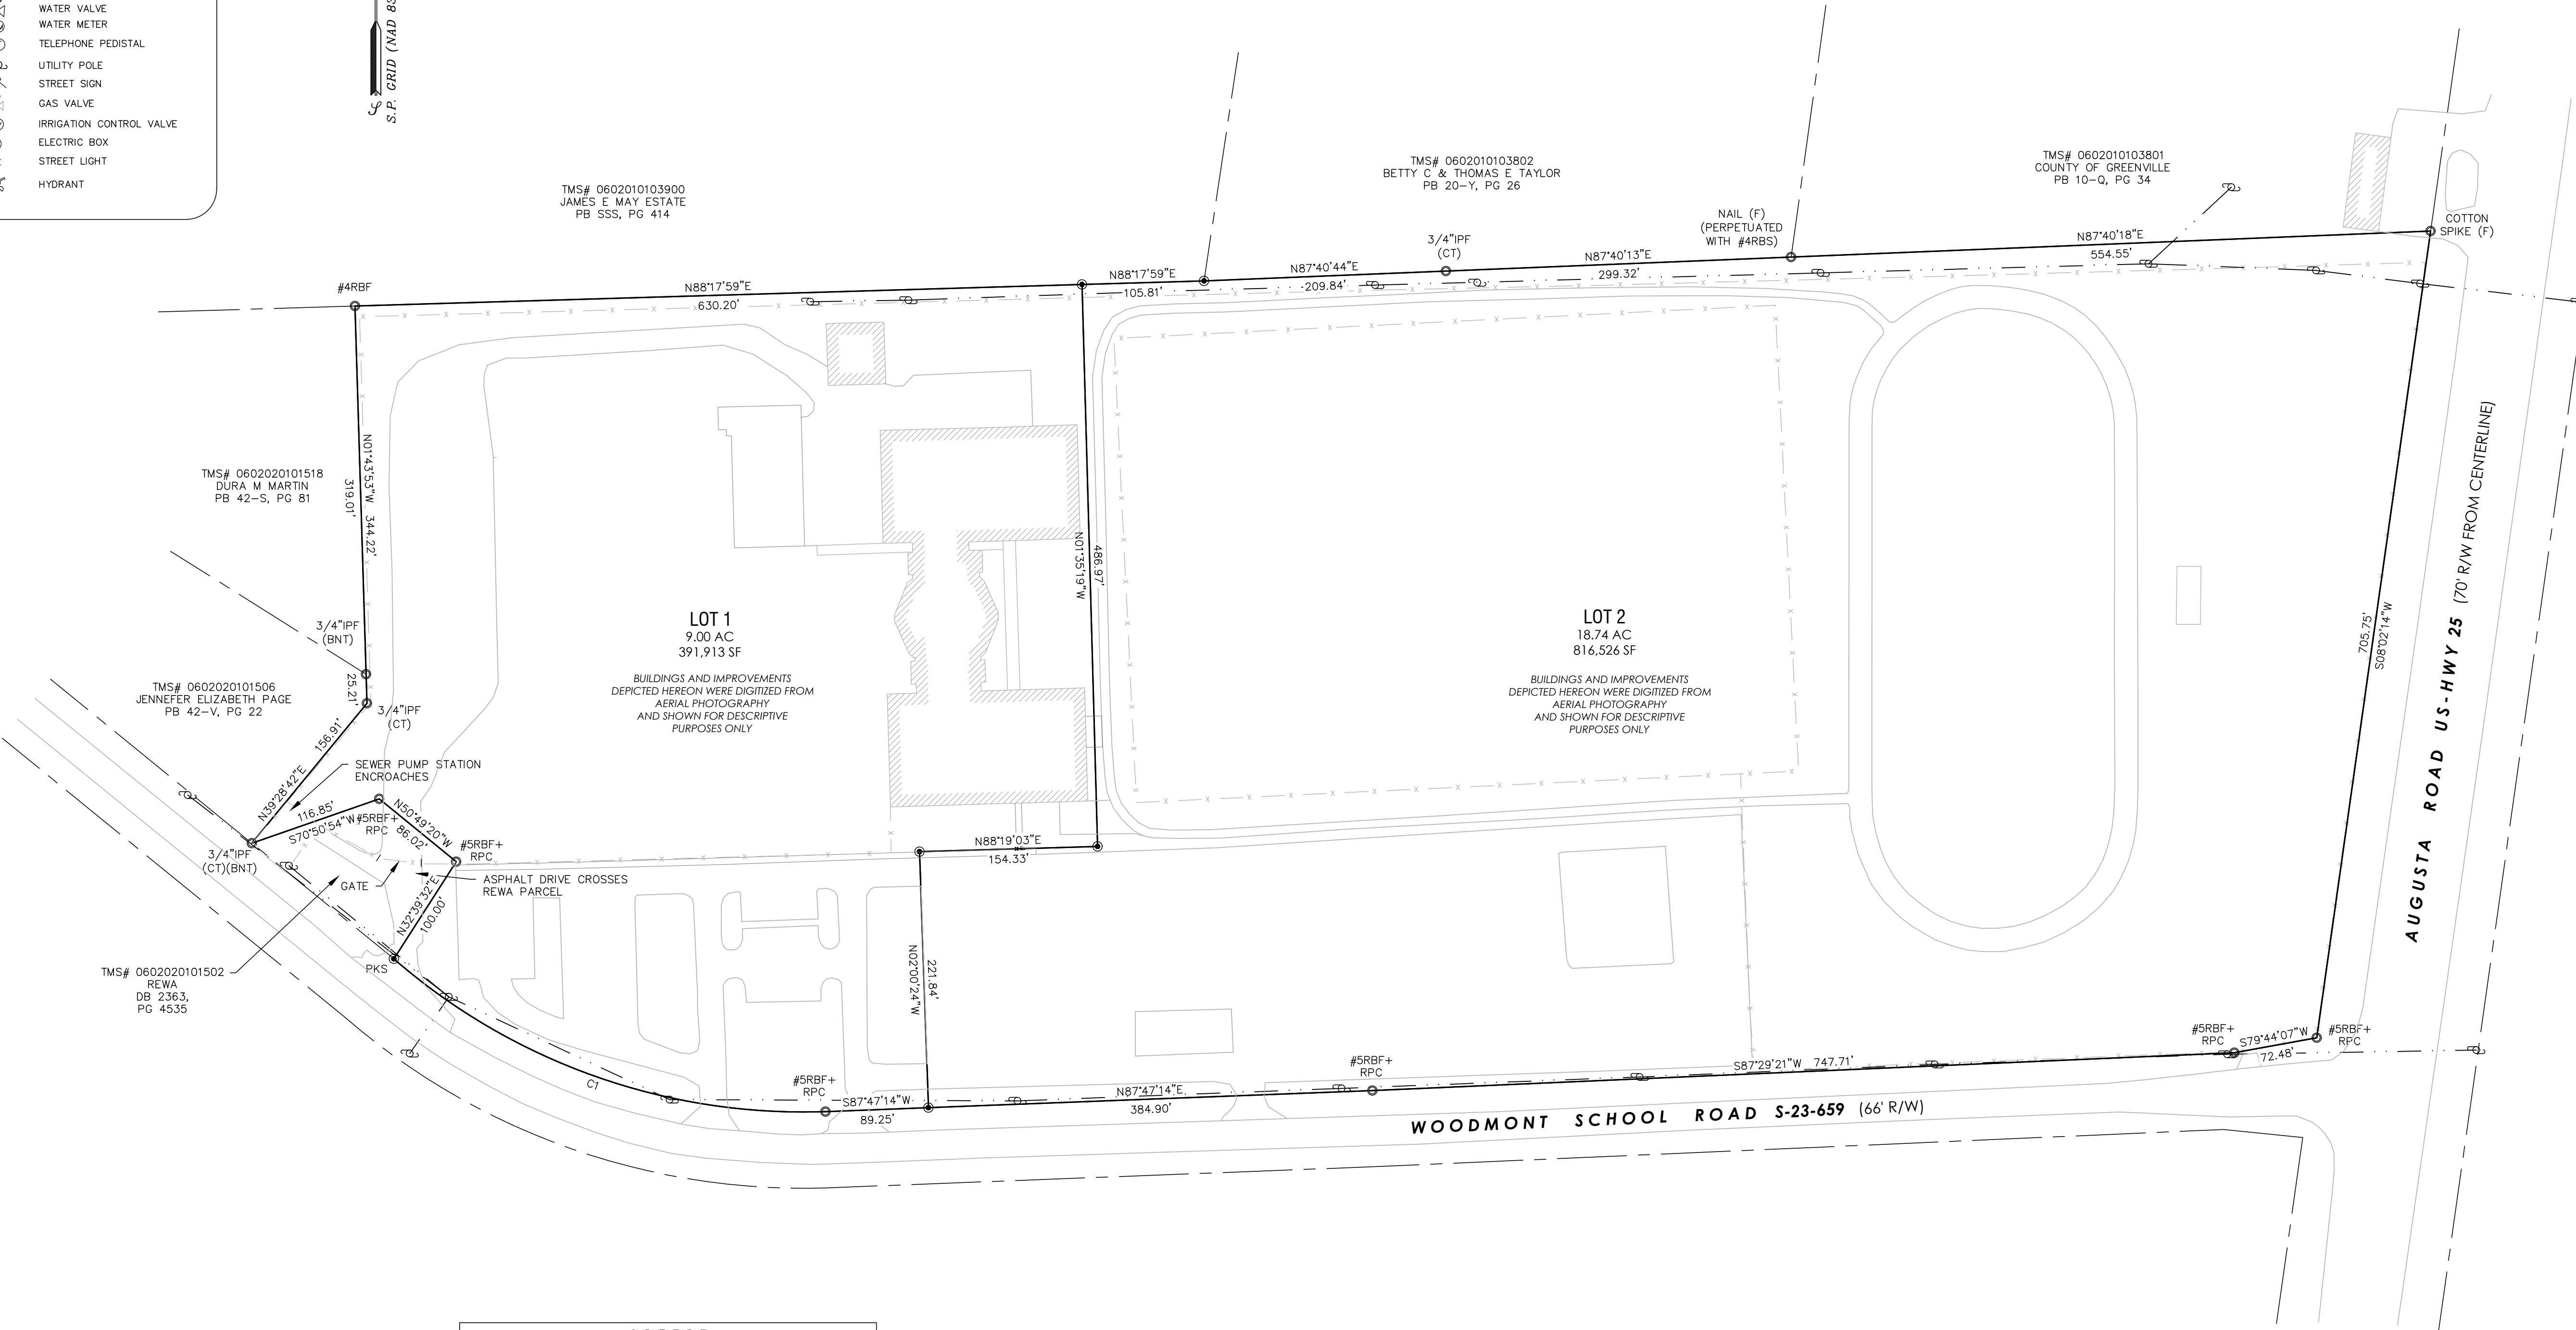 WATER VALVE
WATER METER
TELEPHONE PEDISTAL
UTILITY POLE
STREET SIGN
GAS VALVE
IRRIGATION CONTROL VALVE
ELECTRIC BOX
STREET LIGHT
HYDRANT
S.P. GRID (NAD 83
TMS# 0602010103900
JAMES E MAY ESTATE
PB SSS, PG 414
TMS# 0602010103802
BETTY C & THOMAS E TAYLOR
PB 20-Y, PG 26
TMS# 0602010103801
COUNTY OF GREENVILLE
PB 10-Q, PG 34
NAIL (F)
(PERPETUATED
WITH #4RBS)
COTTON
SPIKE (F)
3/4"IPF
(CT)
#4RBF
N88°17'59"E
630.20'
N88°17'59"E
105.81'
N87°40'44"E
209.84'
N87°40'13"E
299.32'
N87°40'18"E
554.55'
N01°43'53"W 344.22'
319.01'
TMS# 0602020101518
DURA M MARTIN
PB 42-S, PG 81
3/4"IPF
(BNT)
25.21'
3/4"IPF
(CT)
TMS# 0602020101506
JENNEFER ELIZABETH PAGE
PB 42-V, PG 22
156.91'
N39°28'42"E
SEWER PUMP STATION
ENCROACHES
116.85'
S70°50'54"W
#5RBF+
RPC
N50°49'20"W
86.02'
#5RBF+
RPC
3/4"IPF
(CT)(BNT)
GATE
ASPHALT DRIVE CROSSES
REWA PARCEL
N32°39'32"E
100.00'
PKS
TMS# 0602020101502
REWA
DB 2363,
PG 4535
LOT 1
9.00 AC
391,913 SF
BUILDINGS AND IMPROVEMENTS
DEPICTED HEREON WERE DIGITIZED FROM
AERIAL PHOTOGRAPHY
AND SHOWN FOR DESCRIPTIVE
PURPOSES ONLY
N01°35'19"W
486.97'
LOT 2
18.74 AC
816,526 SF
BUILDINGS AND IMPROVEMENTS
DEPICTED HEREON WERE DIGITIZED FROM
AERIAL PHOTOGRAPHY
AND SHOWN FOR DESCRIPTIVE
PURPOSES ONLY
705.75'
S08°02'14"W
AUGUSTA ROAD US-HWY 25 (70' R/W FROM CENTERLINE)
N88°19'03"E
154.33'
N02°00'24"W
221.84'
C1
#5RBF+
RPC
S87°47'14"W
89.25'
N87°47'14"E
384.90'
#5RBF+
RPC
S87°29'21"W 747.71'
#5RBF+
RPC
S79°44'07"W
72.48'
#5RBF+
RPC
WOODMONT SCHOOL ROAD S-23-659 (66' R/W)